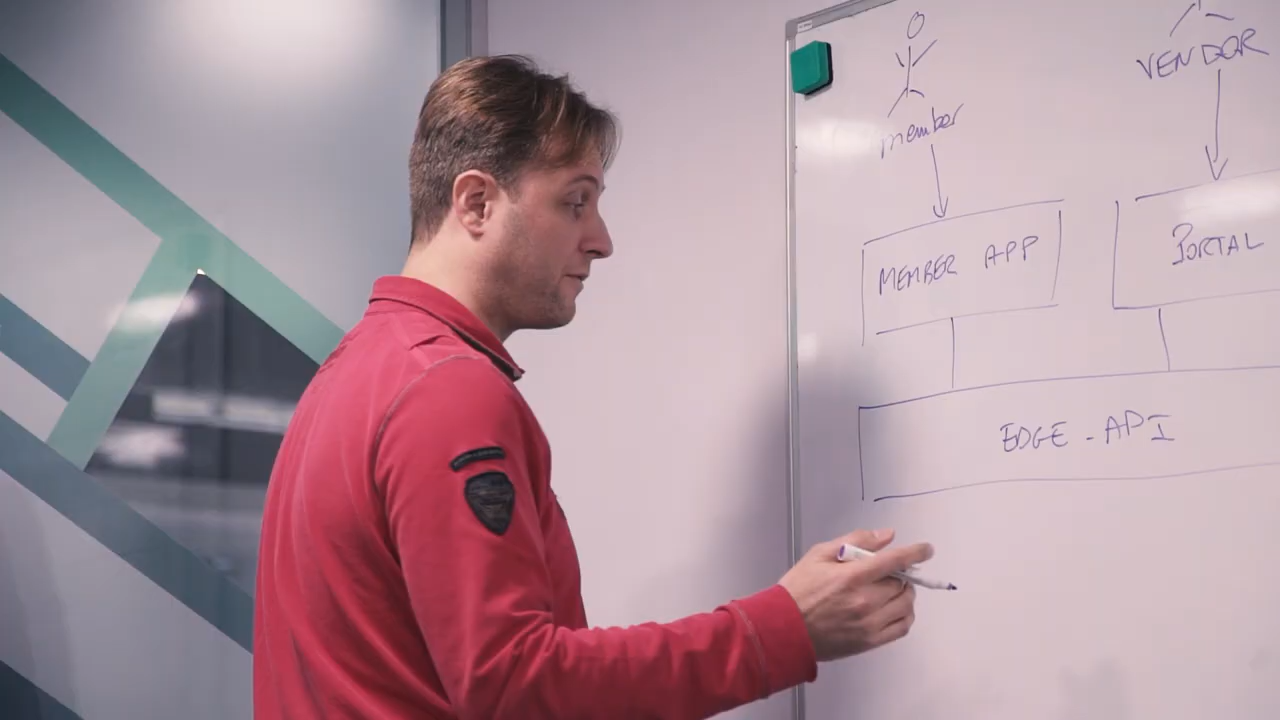 member
VENDOR
MEMBER APP
PORTAL
EDGE-API